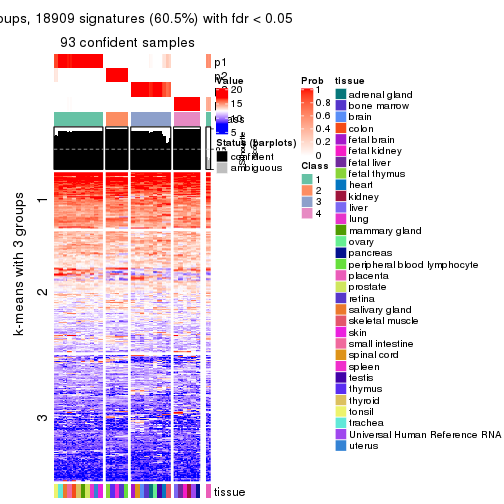 oups, 18909 signatures (60.5%) with fdr < 0.05
93 confident samples
p1
p2
Value
20
15
10
5
Status (barplots)
confident
ambiguous
Silhouette
k-means with 3 groups
1
2
3
tissue
Prob
1
0.8
0.6
0.4
0.2
0
Class
1
2
3
4
tissue
adrenal gland
bone marrow
brain
colon
fetal brain
fetal kidney
fetal liver
fetal thymus
heart
kidney
liver
lung
mammary gland
ovary
pancreas
peripheral blood lymphocyte
placenta
prostate
retina
salivary gland
skeletal muscle
skin
small intestine
spinal cord
spleen
testis
thymus
thyroid
tonsil
trachea
Universal Human Reference RNA
uterus